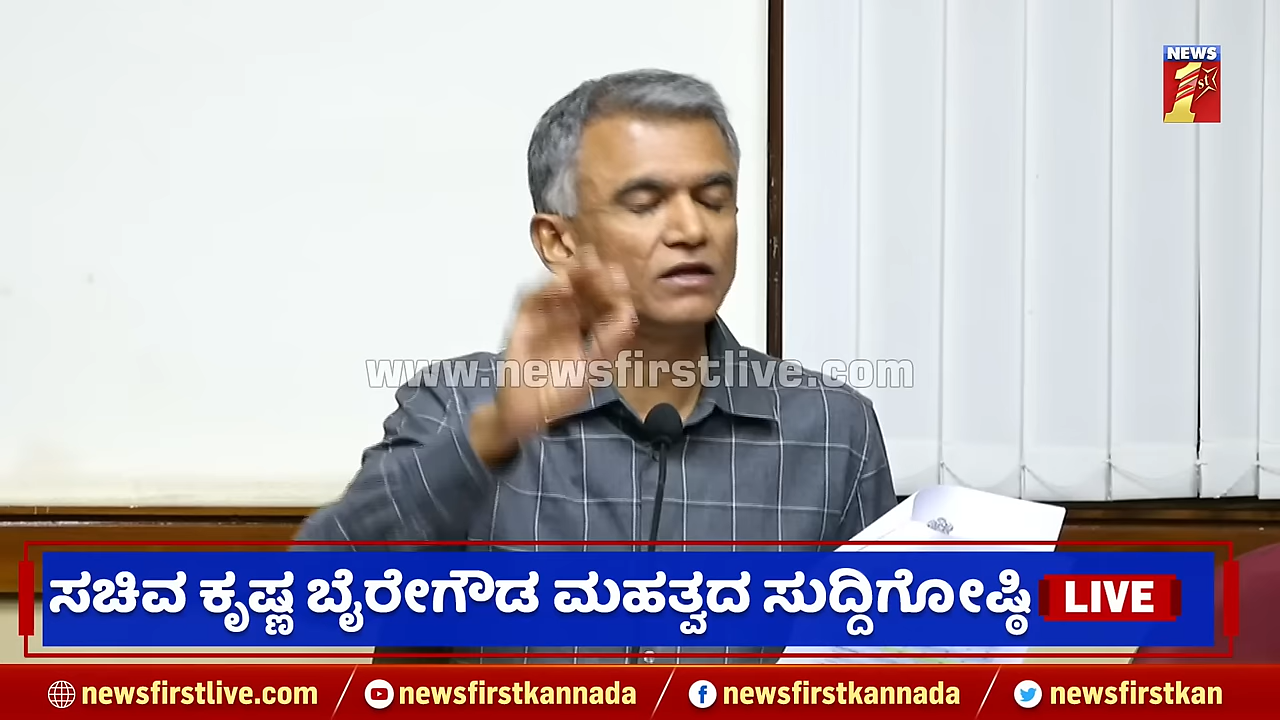 NEWS
1st
www.newsfirstlive.com
ಸಚಿವ ಕೃಷ್ಣ ಬೈರೇಗೌಡ ಮಹತ್ವದ ಸುದ್ದಿಗೋಷ್ಠಿ LIVE
newsfirstlive.com newsfirstkannada newsfirstkannada newsfirstkan